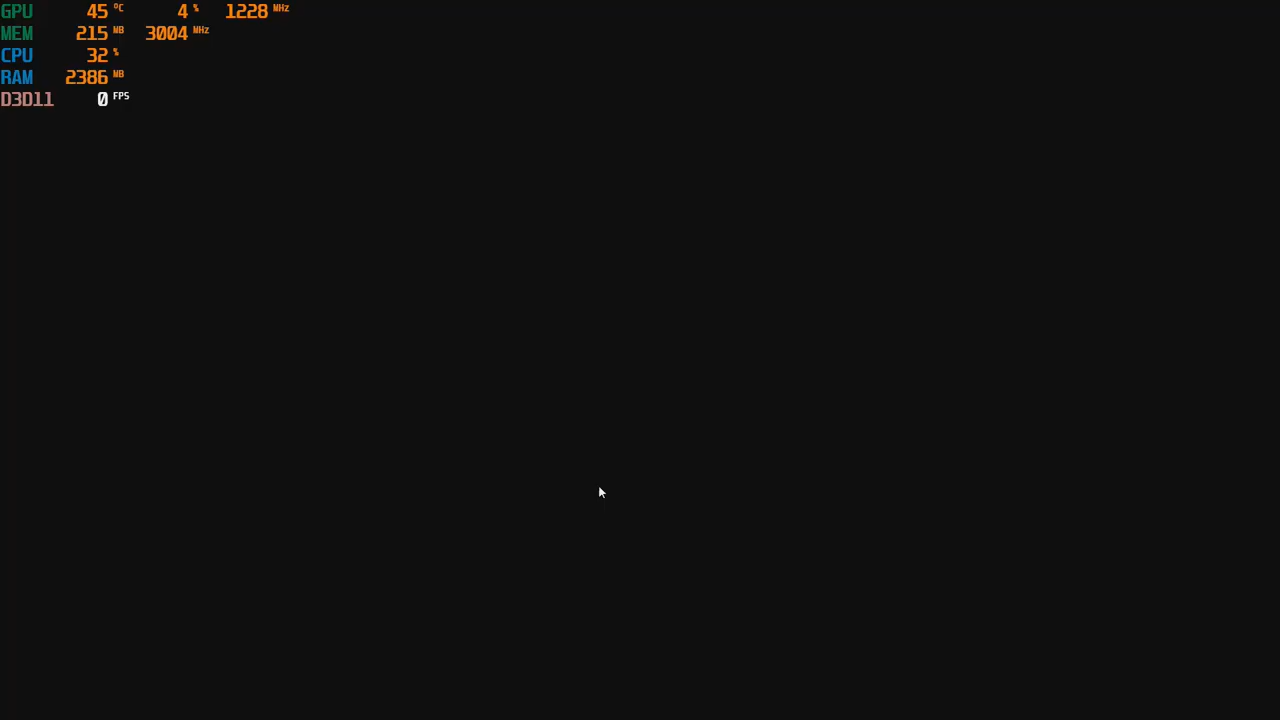 GPU 45 °C 4 % 1228 MHz
MEM 215 MB 3004 MHz
CPU 32 %
RAM 2386 MB
D3D11 0 FPS